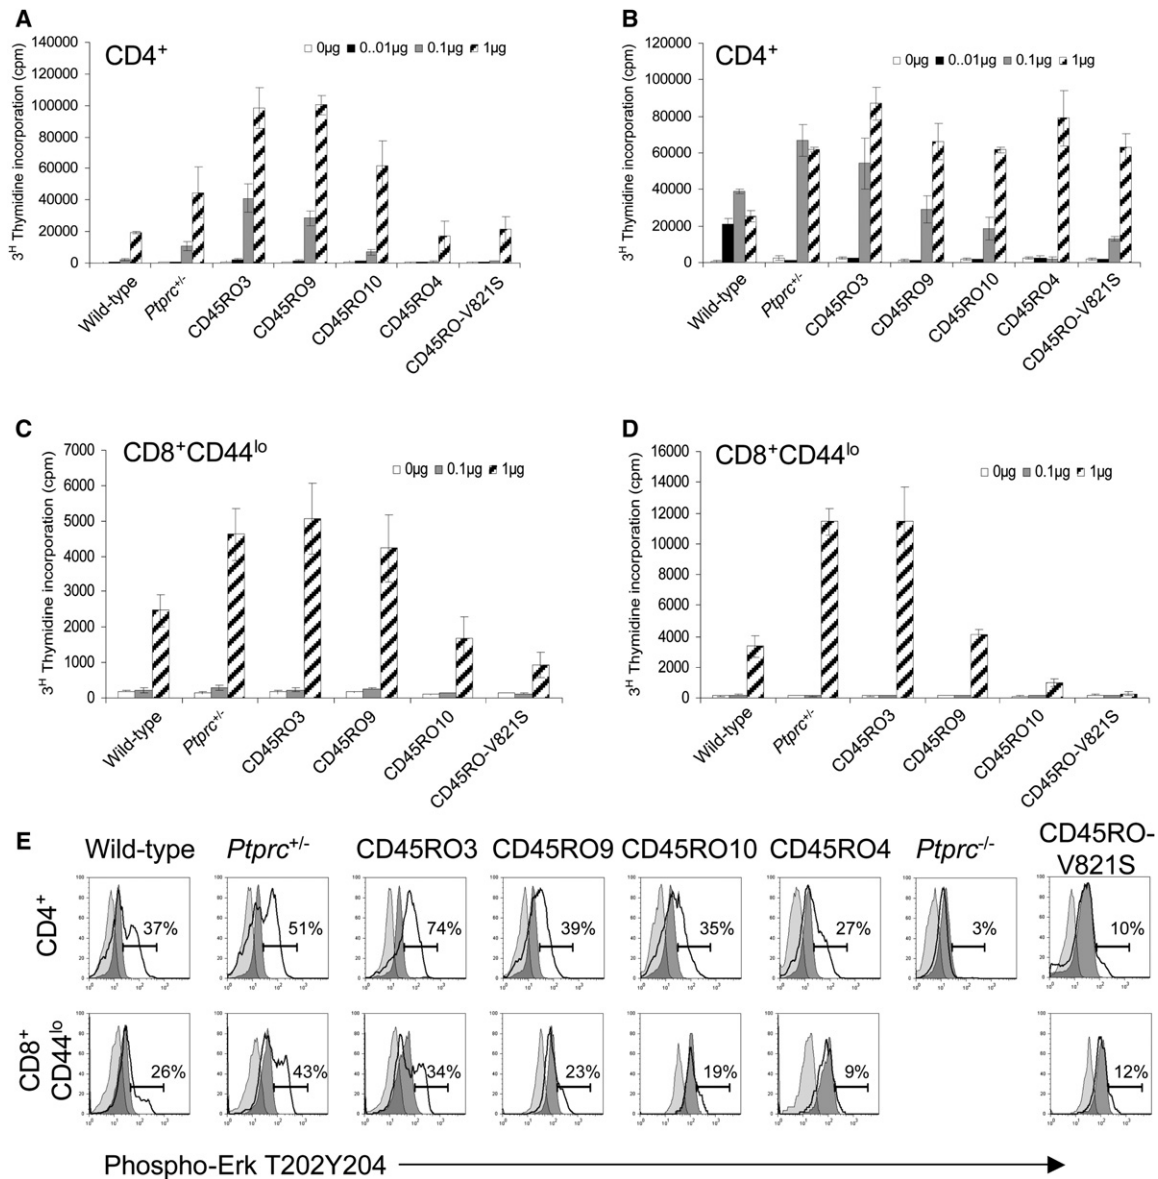 A
140000
120000
100000
80000
60000
40000
20000
0
3H Thymidine incorporation (cpm)
CD4+
0µg 0..01µg 0.1µg 1µg
Wild-type
Ptprc+/-
CD45RO3
CD45RO9
CD45RO10
CD45RO4
CD45RO-V821S
B
120000
100000
80000
60000
40000
20000
0
3H Thymidine incorporation (cpm)
CD4+
0µg 0..01µg 0.1µg 1µg
Wild-type
Ptprc+/-
CD45RO3
CD45RO9
CD45RO10
CD45RO4
CD45RO-V821S
C
7000
6000
5000
4000
3000
2000
1000
0
3H Thymidine incorporation (cpm)
CD8+CD44lo
0µg 0.1µg 1µg
Wild-type
Ptprc+/-
CD45RO3
CD45RO9
CD45RO10
CD45RO-V821S
D
16000
14000
12000
10000
8000
6000
4000
2000
0
3H Thymidine incorporation (cpm)
CD8+CD44lo
0µg 0.1µg 1µg
Wild-type
Ptprc+/-
CD45RO3
CD45RO9
CD45RO10
CD45RO-V821S
E
Wild-type Ptprc+/- CD45RO3 CD45RO9 CD45RO10 CD45RO4 Ptprc-/- CD45RO-
V821S
CD4+
37% 51% 74% 39% 35% 27% 3% 10%
CD8+
CD44lo
26% 43% 34% 23% 19% 9% 12%
Phospho-Erk T202Y204